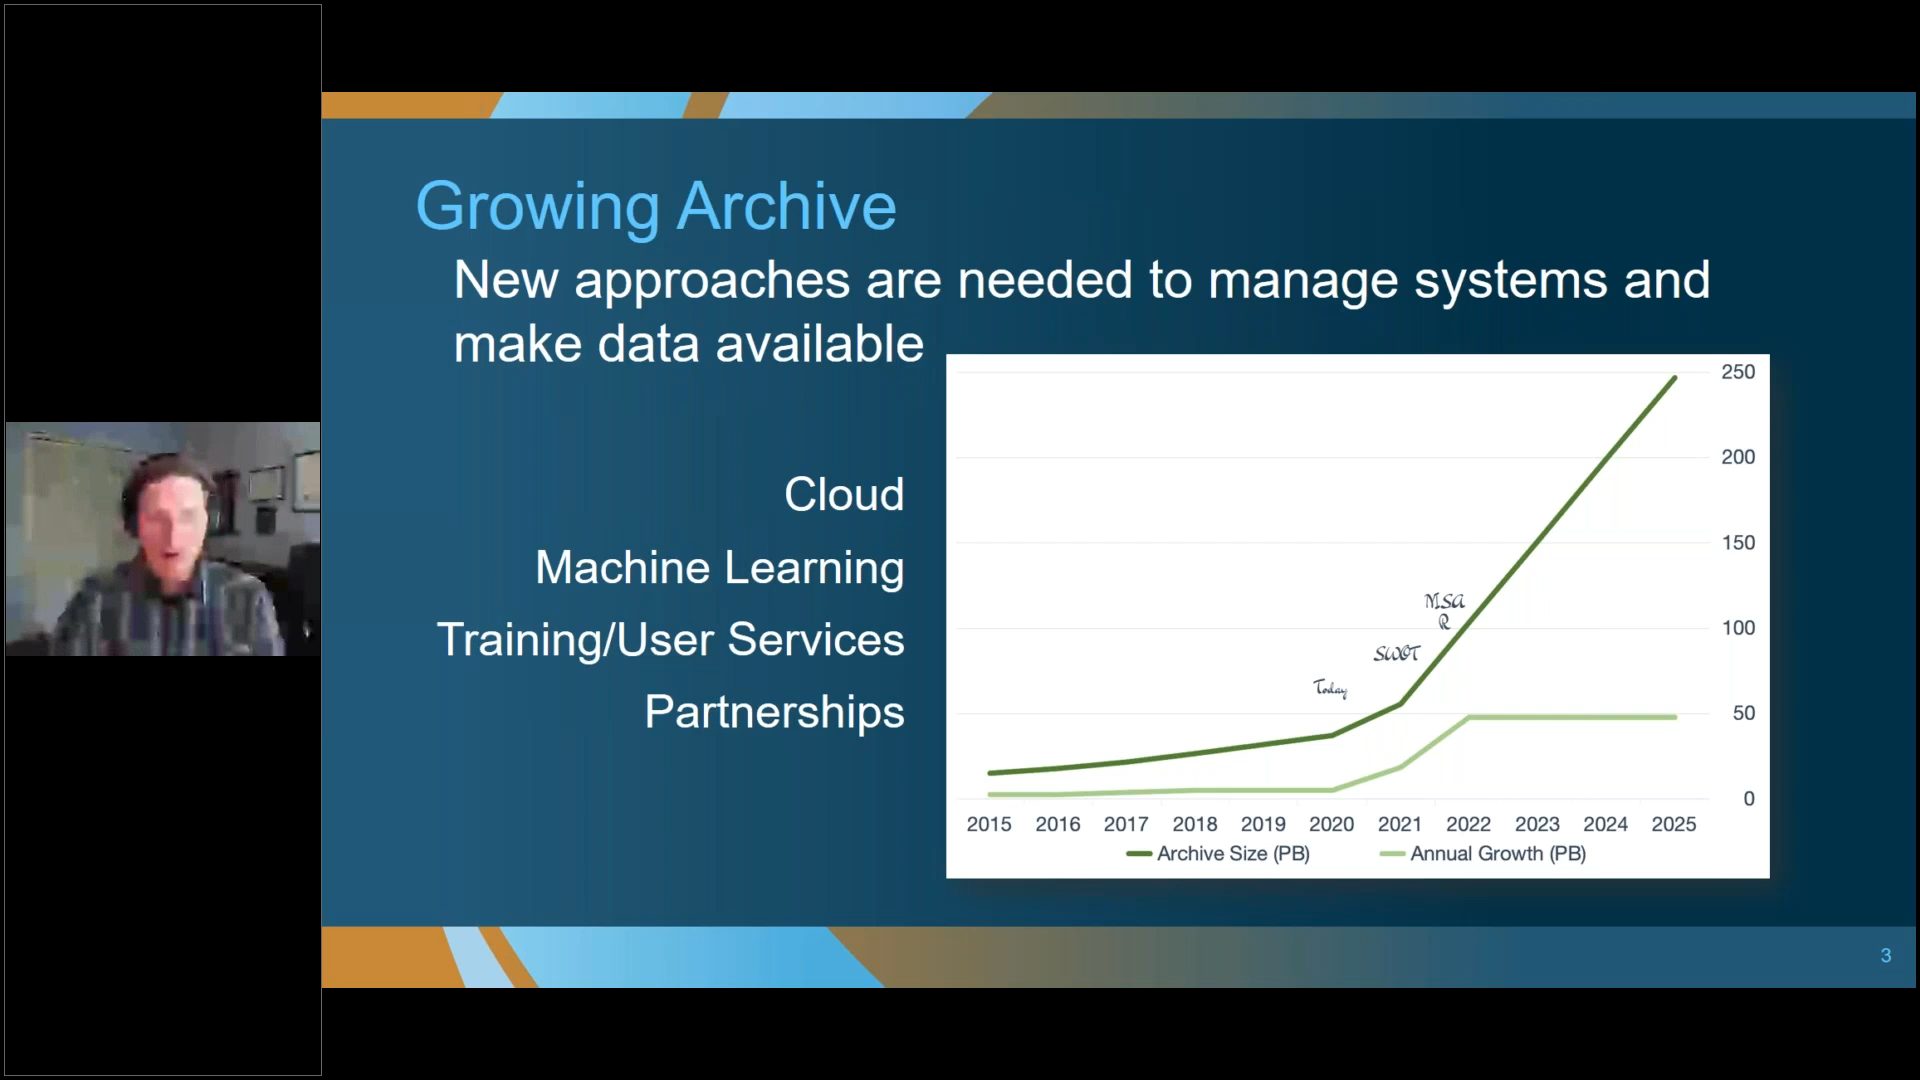 Growing Archive
New approaches are needed to manage systems and
make data available
Cloud
Machine Learning
Training/User Services
Partnerships
250
200
150
100
50
0
MSA
R
SWOT
Today
2015 2016 2017 2018 2019 2020 2021 2022 2023 2024 2025
Archive Size (PB) Annual Growth (PB)
3